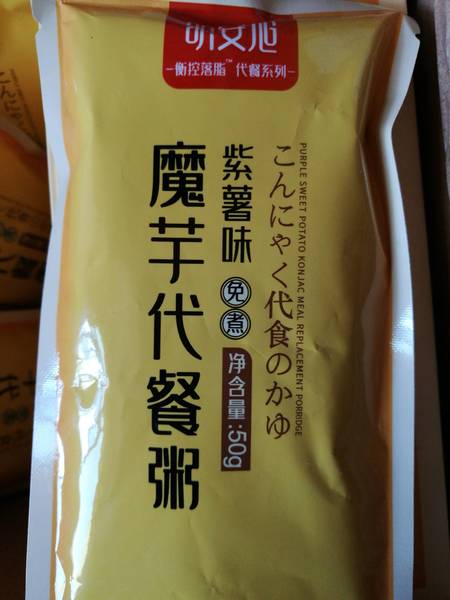 一衡控落脂™ 代餐系列一
魔芋代餐粥
紫薯味
免煮
净含量:50g
こんにゃく代食のかゆ
PURPLE SWEET POTATO KONJAC MEAL REPLACEMENT PORRIDGE